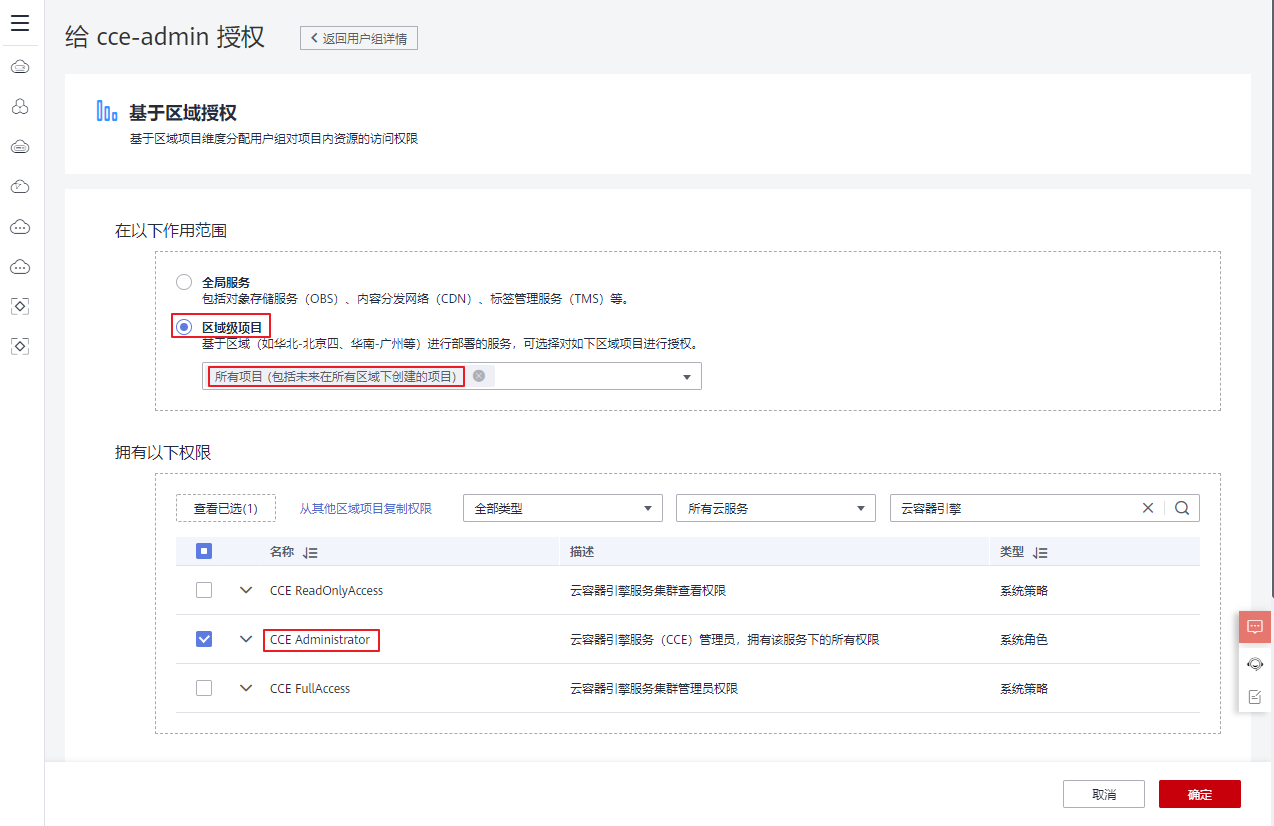 给 cce-admin 授权
返回用户组详情
基于区域授权
基于区域项目维度分配用户组对项目内资源的访问权限
在以下作用范围
全局服务
包括对象存储服务（OBS）、内容分发网络（CDN）、标签管理服务（TMS）等。
区域级项目
基于区域（如华北-北京四、华南-广州等）进行部署的服务，可选择对如下区域项目进行授权。
所有项目 (包括未来在所有区域下创建的项目)
拥有以下权限
查看已选(1) 从其他区域项目复制权限 全部类型 所有云服务 云容器引擎
名称 描述 类型
CCE ReadOnlyAccess 云容器引擎服务集群查看权限 系统策略
CCE Administrator 云容器引擎服务（CCE）管理员，拥有该服务下的所有权限 系统角色
CCE FullAccess 云容器引擎服务集群管理员权限 系统策略
取消 确定